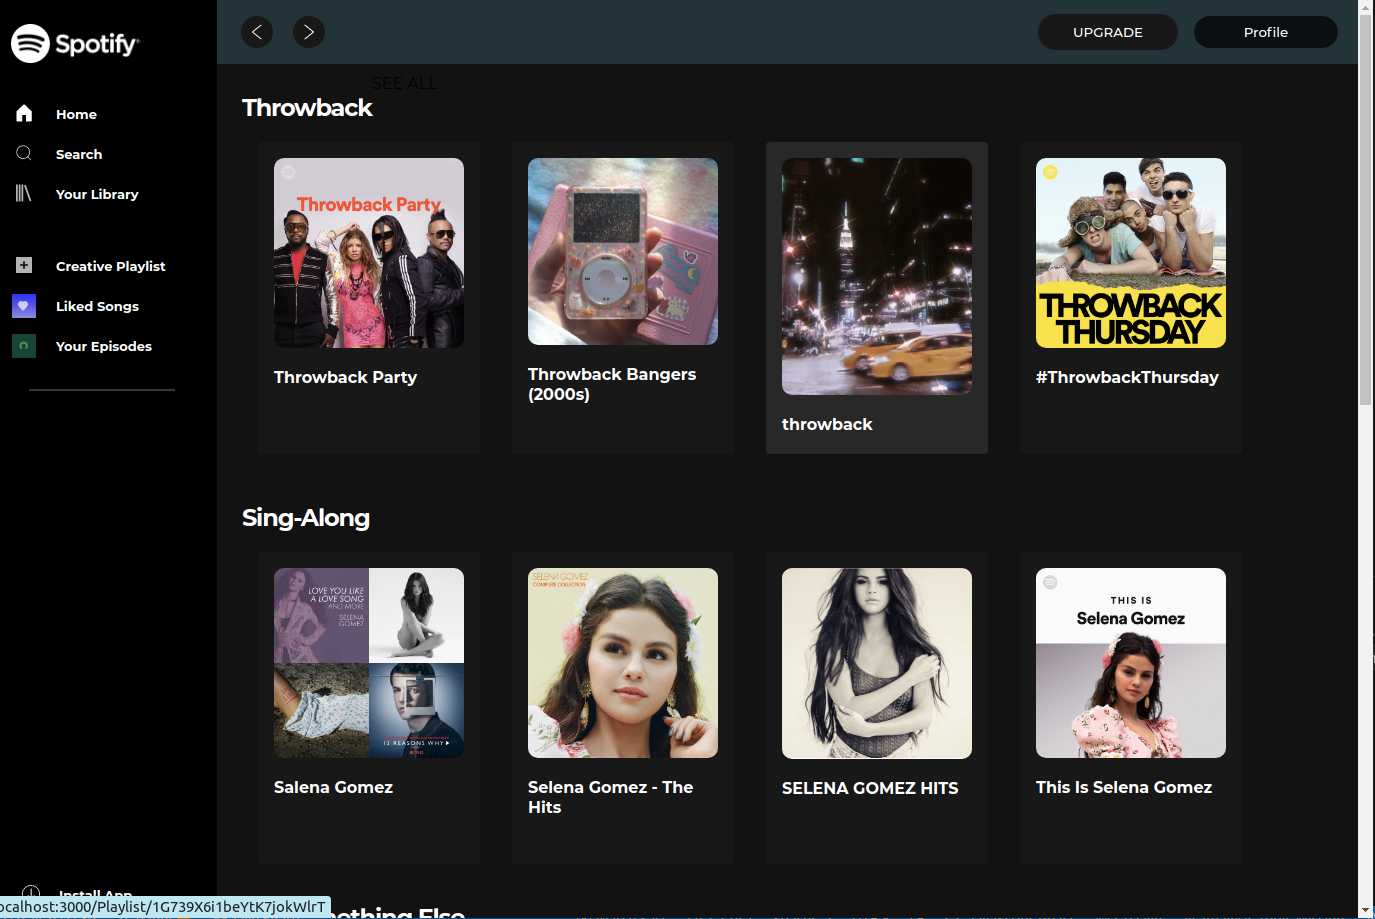 Spotify
UPGRADE
Profile
Home
Search
Your Library
Creative Playlist
Liked Songs
Your Episodes
Install App
SEE ALL
Throwback
Throwback Party
Throwback Party
Throwback Bangers
(2000s)
throwback
THROWBACK
THURSDAY
#ThrowbackThursday
Sing-Along
LOVE YOU LIKE
A LOVE SONG
AND MORE
SELENA
GOMEZ
13 REASONS WHY
Salena Gomez
SELENA GOMEZ
COMPLETE COLLECTION
Selena Gomez - The
Hits
SELENA GOMEZ HITS
THIS IS
Selena Gomez
This Is Selena Gomez
ocalhost:3000/Playlist/1G739X6i1beYtK7jokWlrT
Else